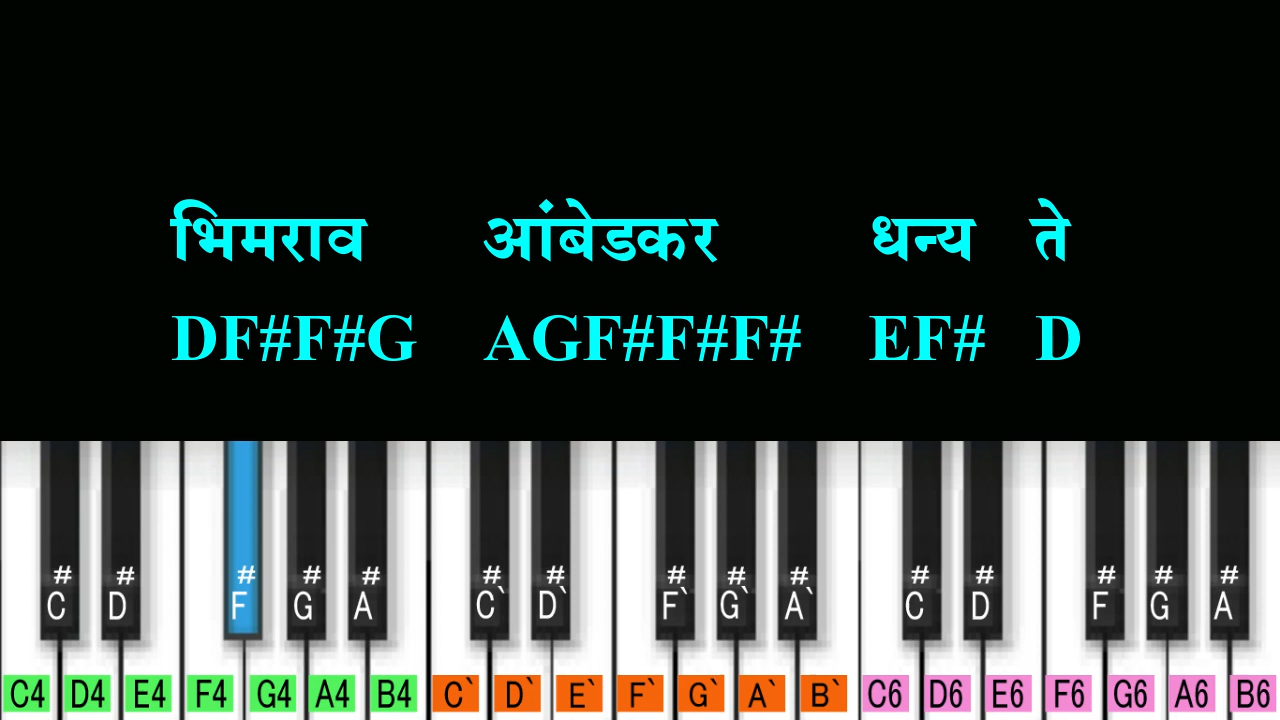 भिमराव आंबेडकर धन्य ते
DF#F#G AGF#F#F# EF# D
# # # # # # # # # # # # # # #
C D F G A C` D` F` G` A` C D F G A
C4 D4 E4 F4 G4 A4 B4 C` D` E` F` G` A` B` C6 D6 E6 F6 G6 A6 B6